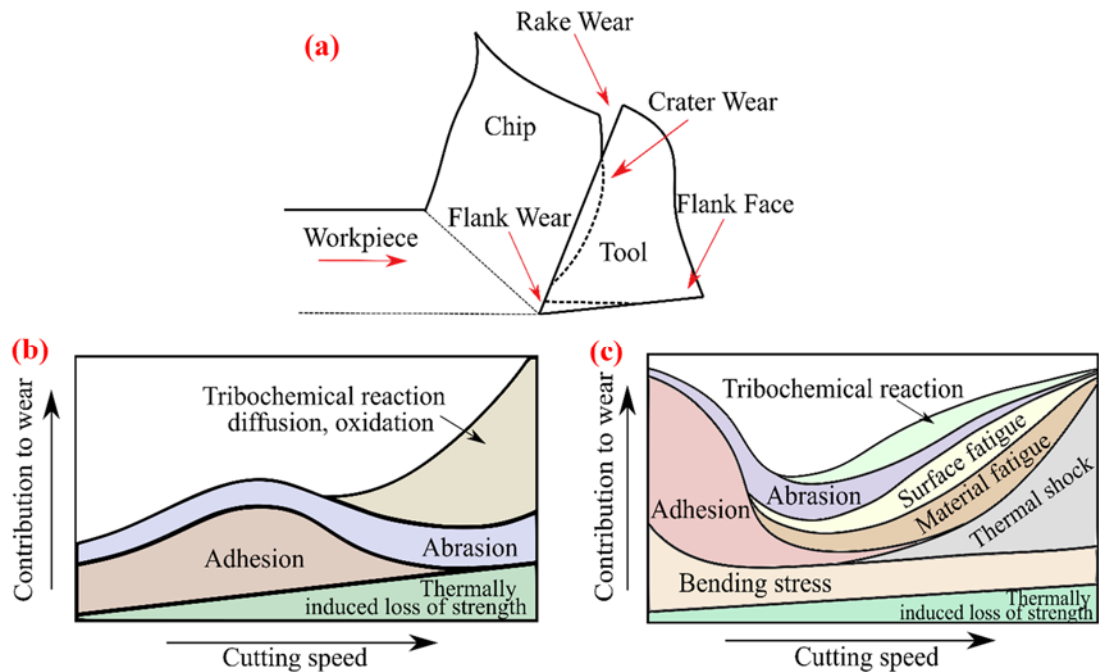 (a)
Rake Wear
Crater Wear
Chip
Flank Wear
Flank Face
Workpiece
Tool
(b)
Contribution to wear
Tribochemical reaction
diffusion, oxidation
Adhesion
Abrasion
Thermally
induced loss of strength
Cutting speed
(c)
Contribution to wear
Tribochemical reaction
Surface fatigue
Material fatigue
Thermal shock
Abrasion
Adhesion
Bending stress
Thermally
induced loss of strength
Cutting speed